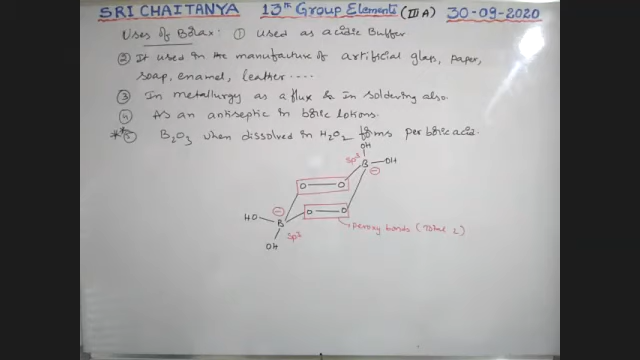 SRI CHAITANYA 13th Group Elements (III A) 30-09-2020
Uses of Borax: ① used as acidic Buffer
② It used in the manufacture of artificial glass, paper,
soap, enamel, leather ....
③ In metallurgy as a flux & In soldering also.
④ As an antiseptic in boric lotions.
** B2O3 when dissolved in H2O2 forms per boric acid.
OH
sp3 B OH
⊖
O — O
⊖ O — O
HO B
peroxy bonds (Total 2)
OH sp3